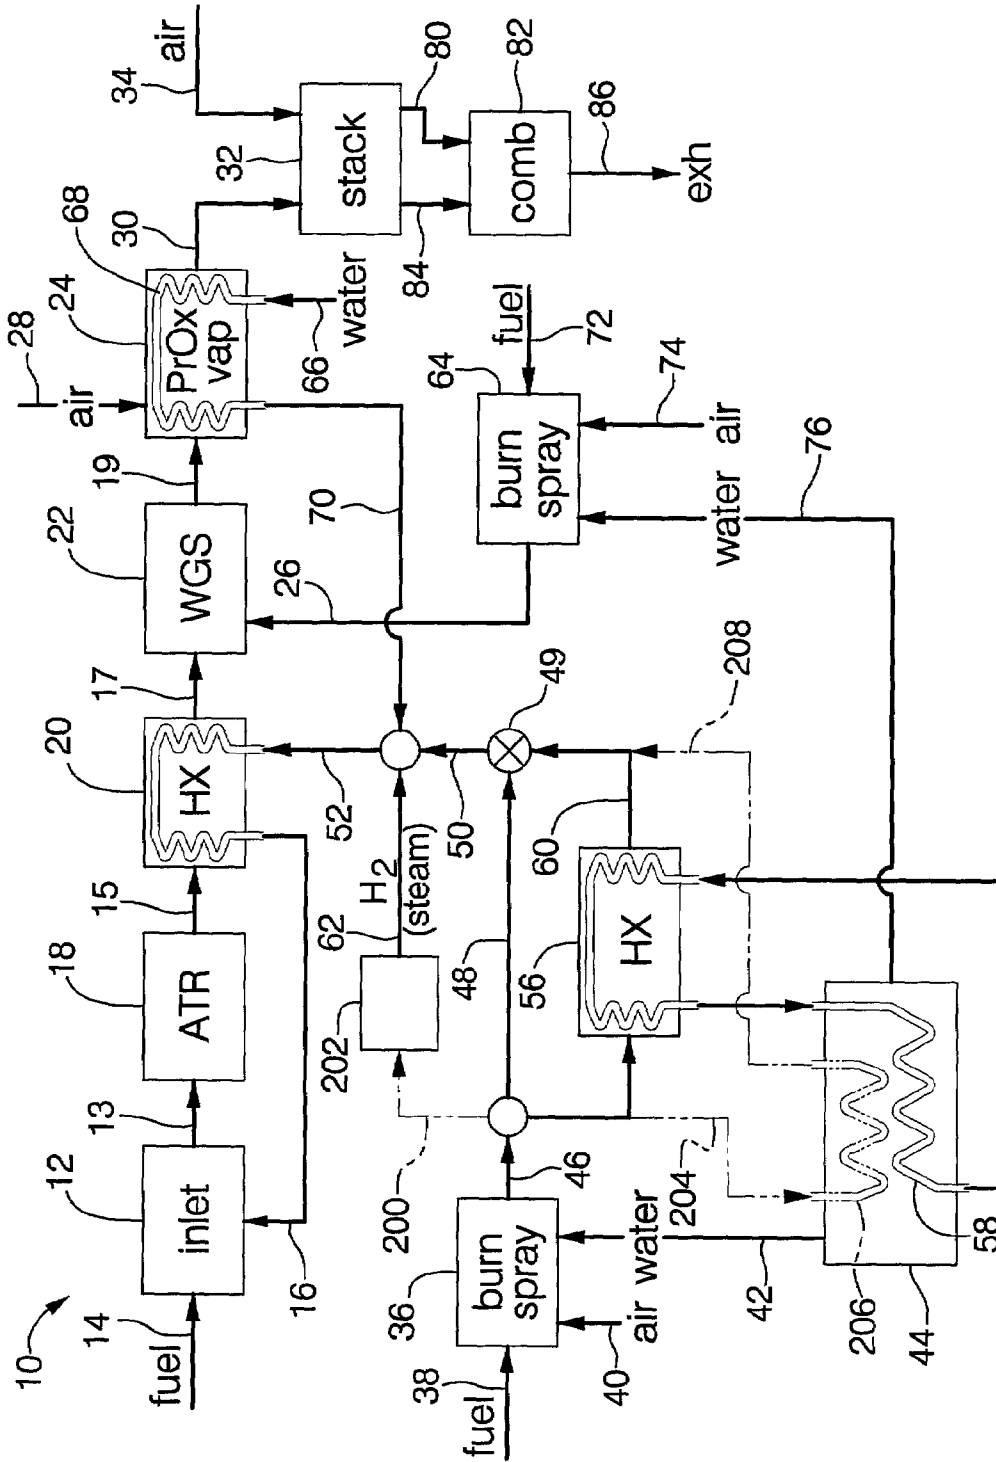 10
fuel
14
inlet
12
16
13
ATR
18
15
HX
20
17
WGS
22
19
PrOx
vap
24
air
28
68
30
water
66
air
34
stack
32
80
84
comb
82
86
exh
fuel
38
burn
spray
36
air
40
water
42
46
200
202
62
H2
(steam)
52
50
49
48
70
26
burn
spray
64
fuel
72
air
74
water
76
204
HX
56
60
208
206
58
44